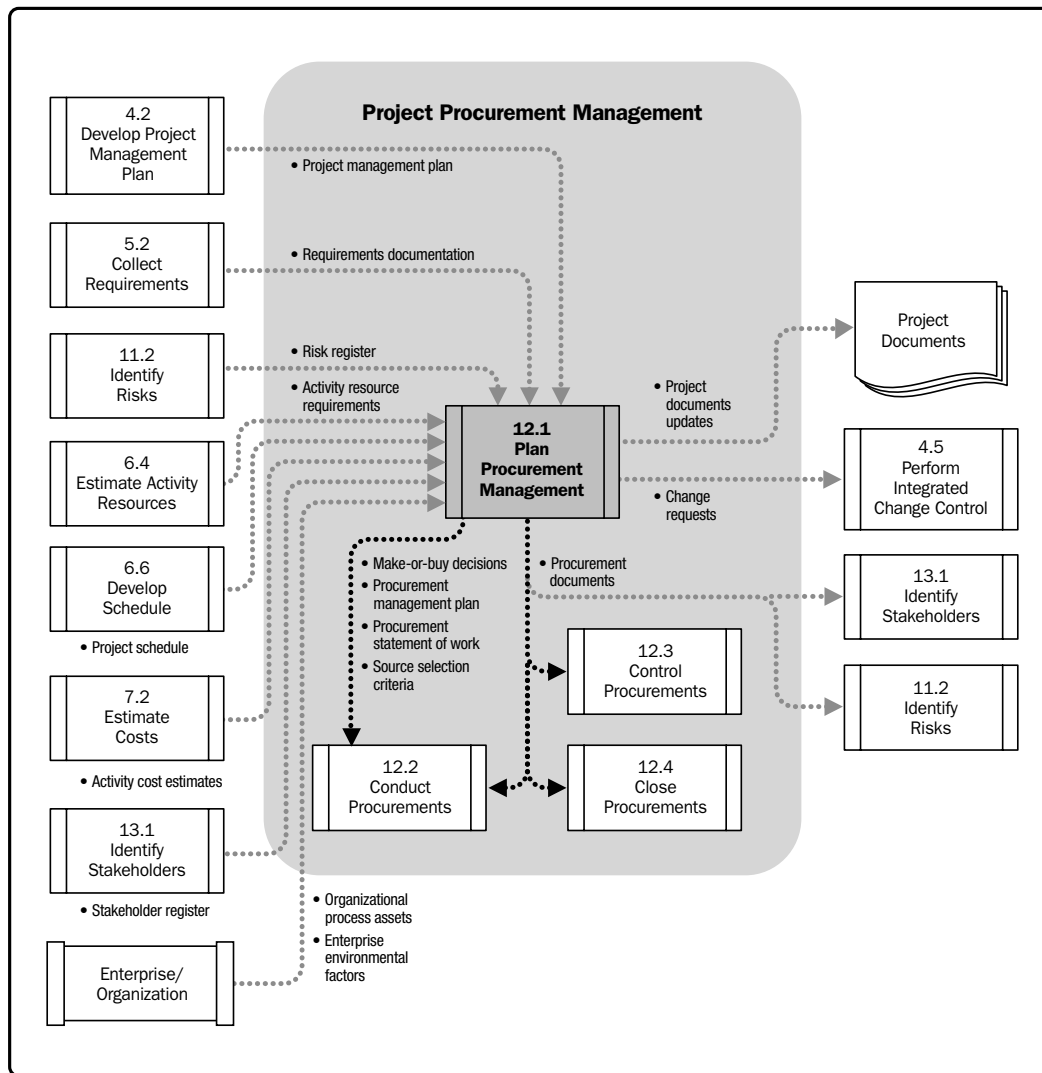 Project Procurement Management
4.2
Develop Project
Management
Plan
• Project management plan
5.2
Collect
Requirements
• Requirements documentation
11.2
Identify
Risks
• Risk register
• Activity resource
requirements
6.4
Estimate Activity
Resources
6.6
Develop
Schedule
• Project schedule
7.2
Estimate
Costs
• Activity cost estimates
13.1
Identify
Stakeholders
• Stakeholder register
Enterprise/
Organization
• Organizational
process assets
• Enterprise
environmental
factors
12.1
Plan
Procurement
Management
• Make-or-buy decisions
• Procurement
management plan
• Procurement
statement of work
• Source selection
criteria
• Procurement
documents
12.2
Conduct
Procurements
12.3
Control
Procurements
12.4
Close
Procurements
• Project
documents
updates
• Change
requests
Project
Documents
4.5
Perform
Integrated
Change Control
13.1
Identify
Stakeholders
11.2
Identify
Risks